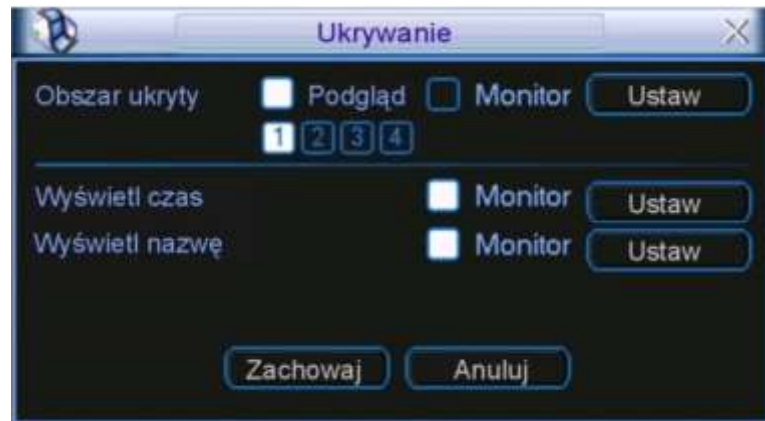 Ukrywanie
Obszar ukryty Podgląd Monitor Ustaw
1 2 3 4
Wyświetl czas Monitor Ustaw
Wyświetl nazwę Monitor Ustaw
Zachowaj Anuluj